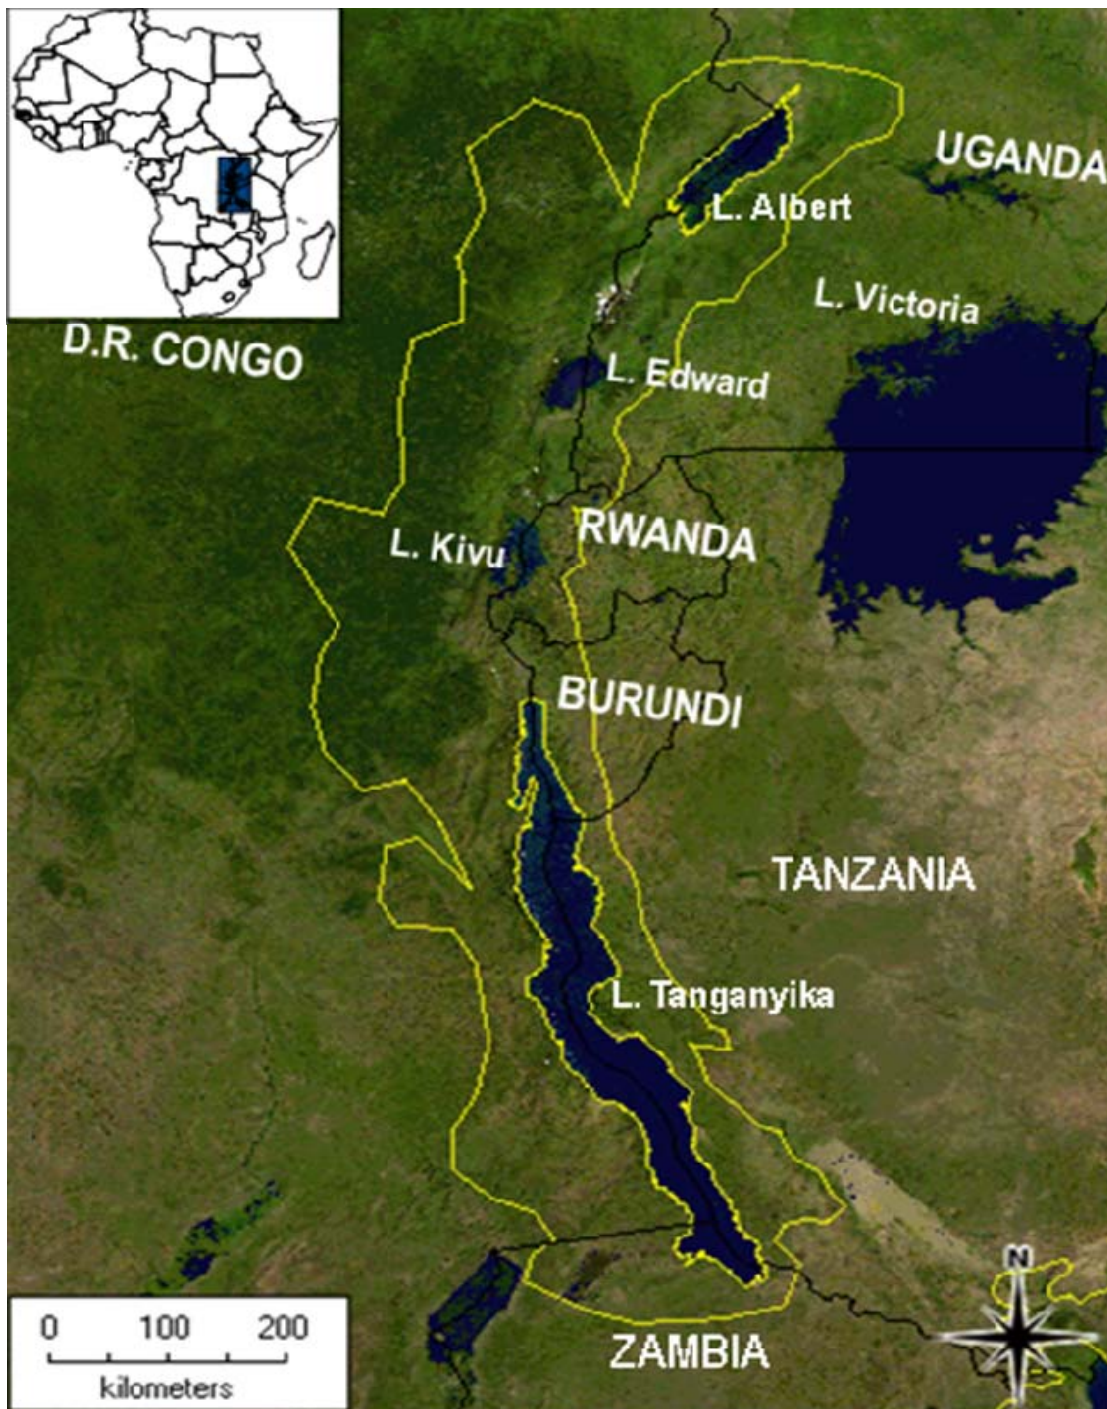 UGANDA
L. Albert
L. Victoria
D.R. CONGO
L. Edward
RWANDA
L. Kivu
BURUNDI
TANZANIA
L. Tanganyika
N
0 100 200
kilometers
ZAMBIA